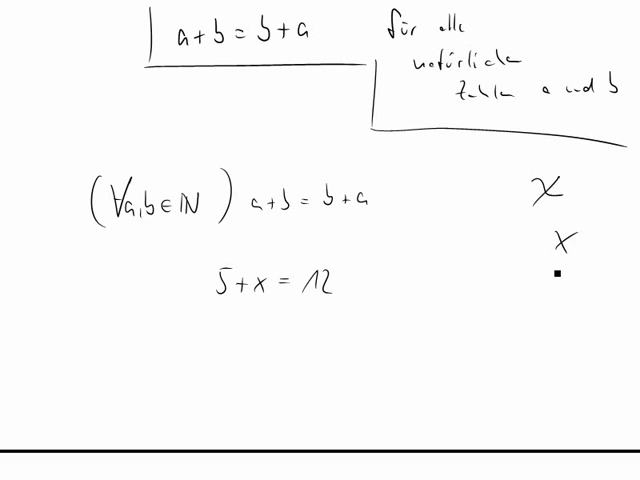 a+b = b+a
für alle
natürliche
Zahlen a und b
(∀a,b ∈ ℕ) a+b = b+a
x
x
5+x = 12